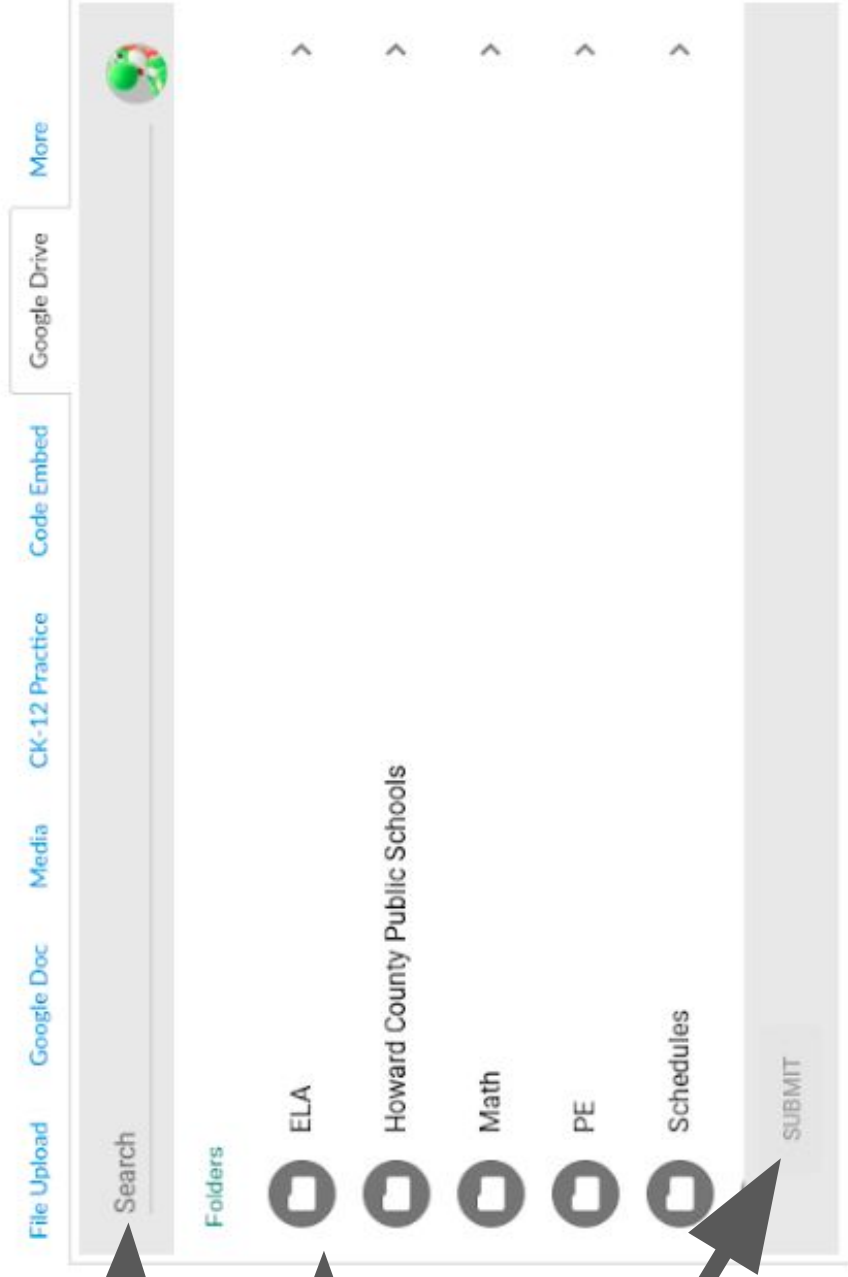 File Upload Google Doc Media CK-12 Practice Code Embed Google Drive More
Search
Folders
ELA
Howard County Public Schools
Math
PE
Schedules
SUBMIT